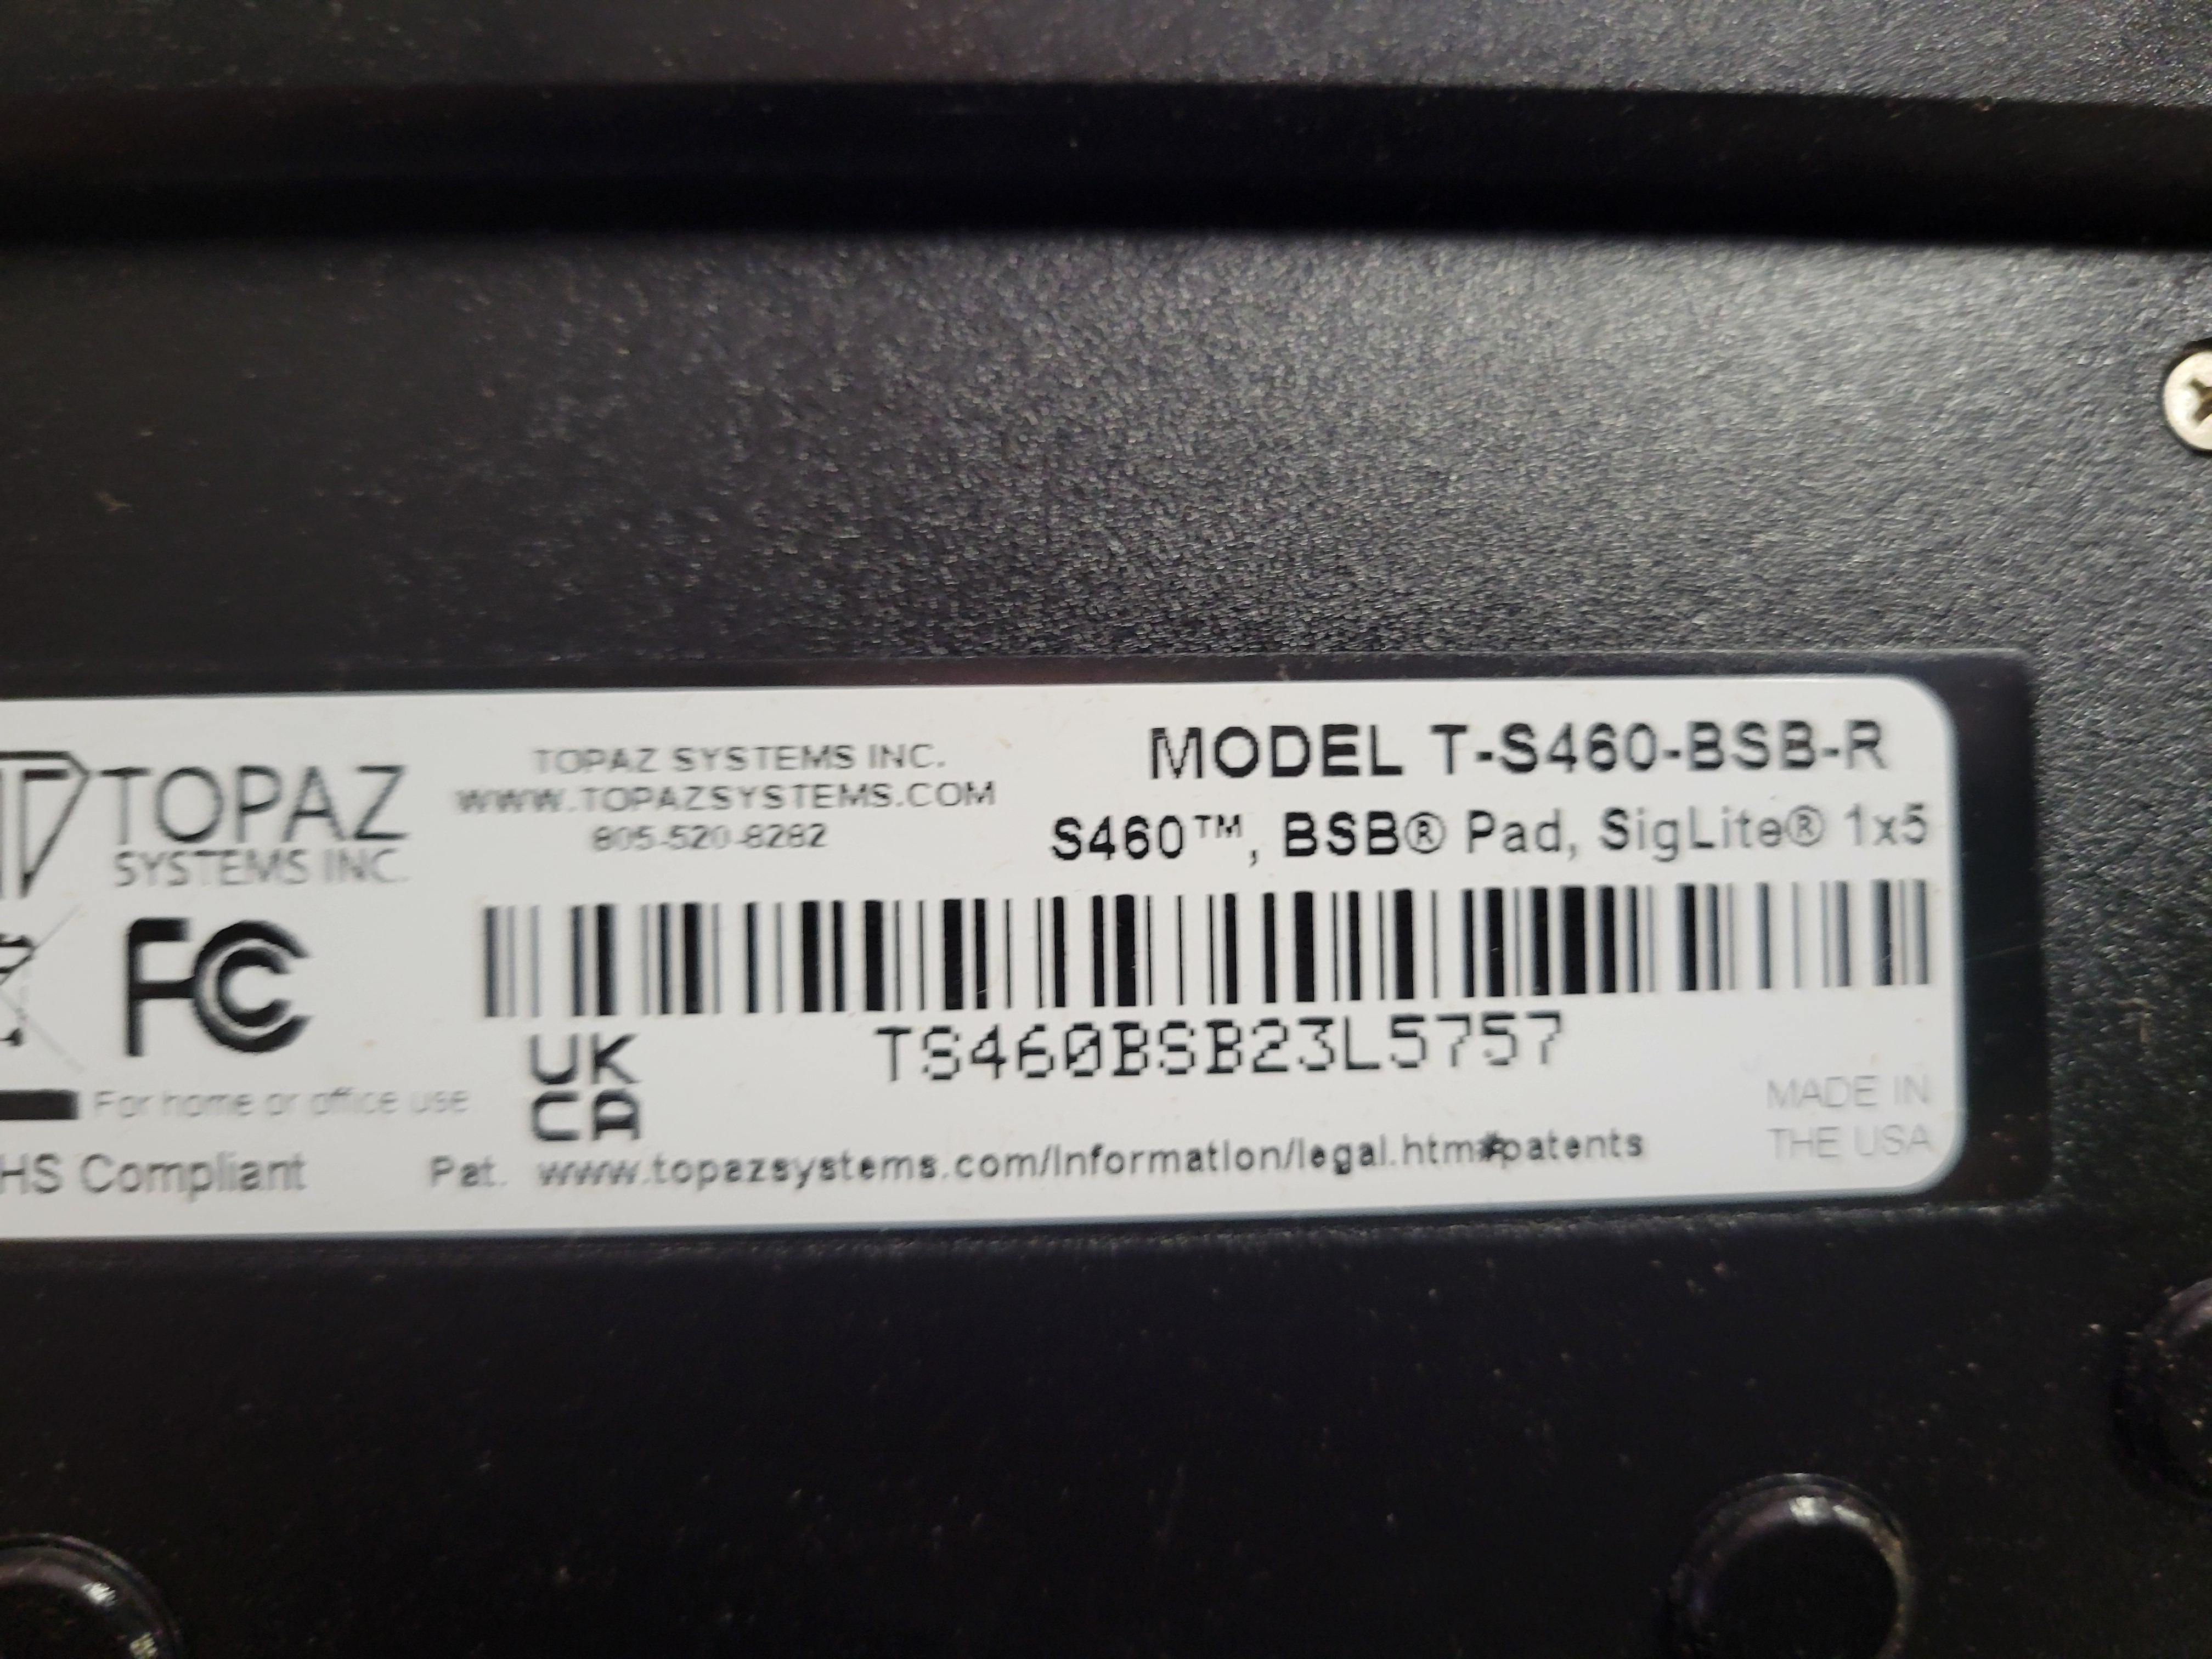 TOPAZ
SYSTEMS INC.
TOPAZ SYSTEMS INC.
WWW.TOPAZSYSTEMS.COM
805-520-8282
MODEL T-S460-BSB-R
S460™, BSB® Pad, SigLite® 1x5
FC
TS460BSB23L5757
UK
CA
For home or office use
HS Compliant
Pat. www.topazsystems.com/information/legal.htm#patents
MADE IN
THE USA